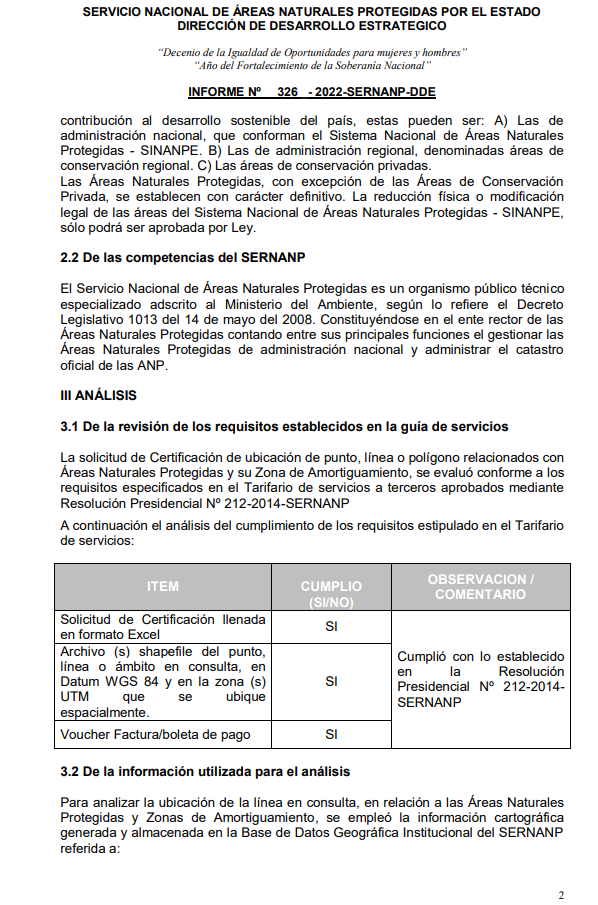 SERVICIO NACIONAL DE ÁREAS NATURALES PROTEGIDAS POR EL ESTADO
DIRECCIÓN DE DESARROLLO ESTRATEGICO
“Decenio de la Igualdad de Oportunidades para mujeres y hombres”
“Año del Fortalecimiento de la Soberanía Nacional”
INFORME Nº 326 - 2022-SERNANP-DDE
contribución al desarrollo sostenible del país, estas pueden ser: A) Las de
administración nacional, que conforman el Sistema Nacional de Áreas Naturales
Protegidas - SINANPE. B) Las de administración regional, denominadas áreas de
conservación regional. C) Las áreas de conservación privadas.
Las Áreas Naturales Protegidas, con excepción de las Áreas de Conservación
Privada, se establecen con carácter definitivo. La reducción física o modificación
legal de las áreas del Sistema Nacional de Áreas Naturales Protegidas - SINANPE,
sólo podrá ser aprobada por Ley.
2.2 De las competencias del SERNANP
El Servicio Nacional de Áreas Naturales Protegidas es un organismo público técnico
especializado adscrito al Ministerio del Ambiente, según lo refiere el Decreto
Legislativo 1013 del 14 de mayo del 2008. Constituyéndose en el ente rector de las
Áreas Naturales Protegidas contando entre sus principales funciones el gestionar las
Áreas Naturales Protegidas de administración nacional y administrar el catastro
oficial de las ANP.
III ANÁLISIS
3.1 De la revisión de los requisitos establecidos en la guía de servicios
La solicitud de Certificación de ubicación de punto, línea o polígono relacionados con
Áreas Naturales Protegidas y su Zona de Amortiguamiento, se evaluó conforme a los
requisitos especificados en el Tarifario de servicios a terceros aprobados mediante
Resolución Presidencial Nº 212-2014-SERNANP
A continuación el análisis del cumplimiento de los requisitos estipulado en el Tarifario
de servicios:
ITEM
CUMPLIO
(SI/NO)
OBSERVACION /
COMENTARIO
Solicitud de Certificación llenada
en formato Excel
SI
Archivo (s) shapefile del punto,
línea o ámbito en consulta, en
Datum WGS 84 y en la zona (s)
UTM que se ubique
espacialmente.
SI
Voucher Factura/boleta de pago
SI
Cumplió con lo establecido
en la Resolución
Presidencial Nº 212-2014-
SERNANP
3.2 De la información utilizada para el análisis
Para analizar la ubicación de la línea en consulta, en relación a las Áreas Naturales
Protegidas y Zonas de Amortiguamiento, se empleó la información cartográfica
generada y almacenada en la Base de Datos Geográfica Institucional del SERNANP
referida a:
2